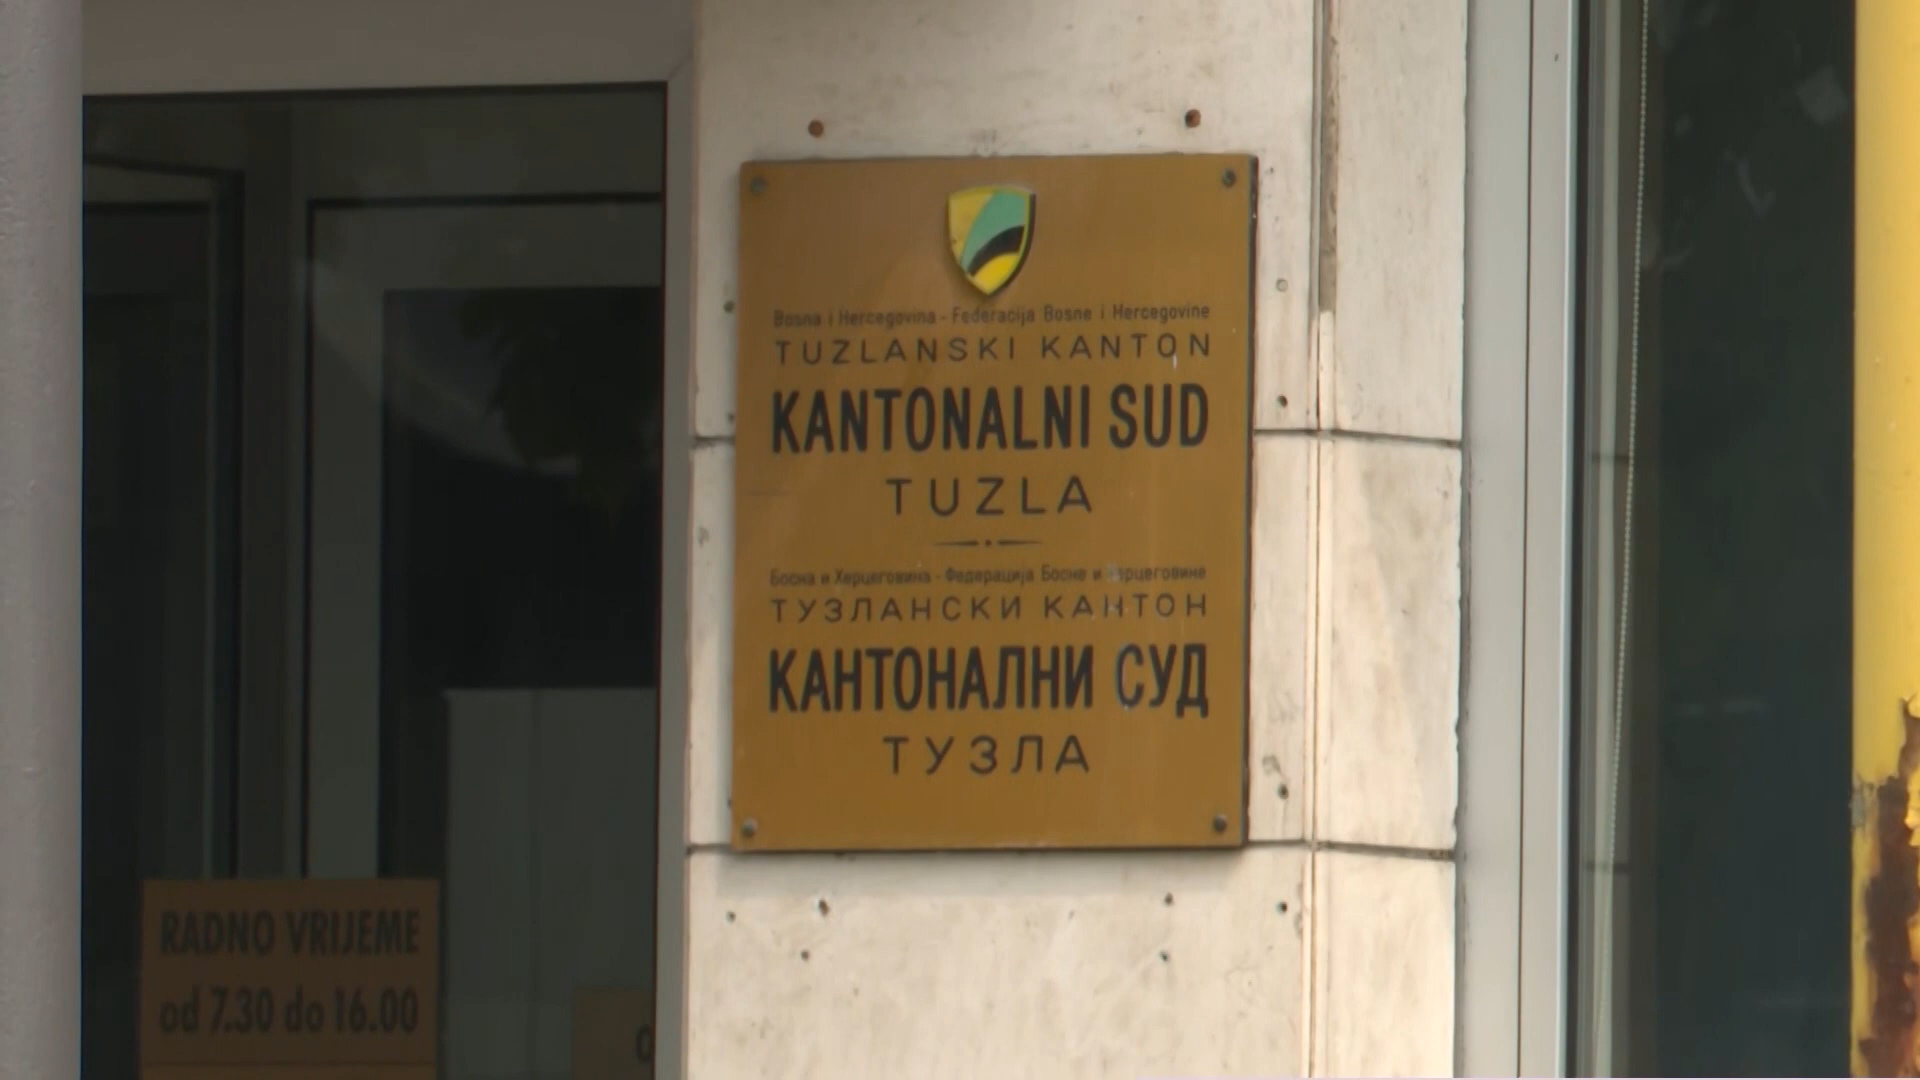 Bosna i Hercegovina - Federacija Bosne i Hercegovine
TUZLANSKI KANTON
KANTONALNI SUD
TUZLA
Босна и Херцеговина - Федерација Босне и Херцеговине
ТУЗЛАНСКИ КАНТОН
КАНТОНАЛНИ СУД
ТУЗЛА
RADNO VRIJEME
od 7.30 do 16.00